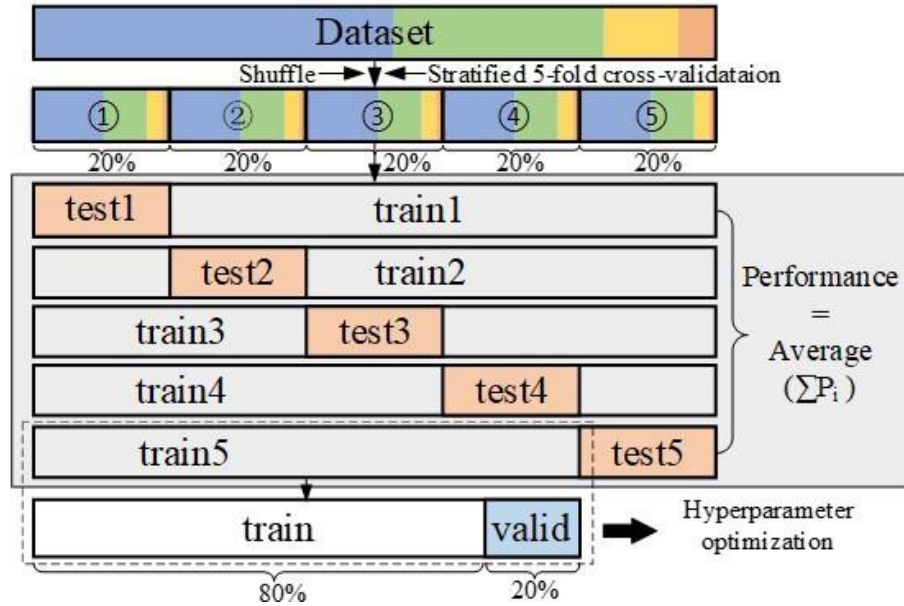 Dataset
Shuffle Stratified 5-fold cross-validataion
① ② ③ ④ ⑤
20% 20% 20% 20% 20%
test1 train1
test2 train2
train3 test3
train4 test4
train5 test5
Performance
=
Average
(∑Pᵢ)
train valid
Hyperparameter
optimization
80% 20%